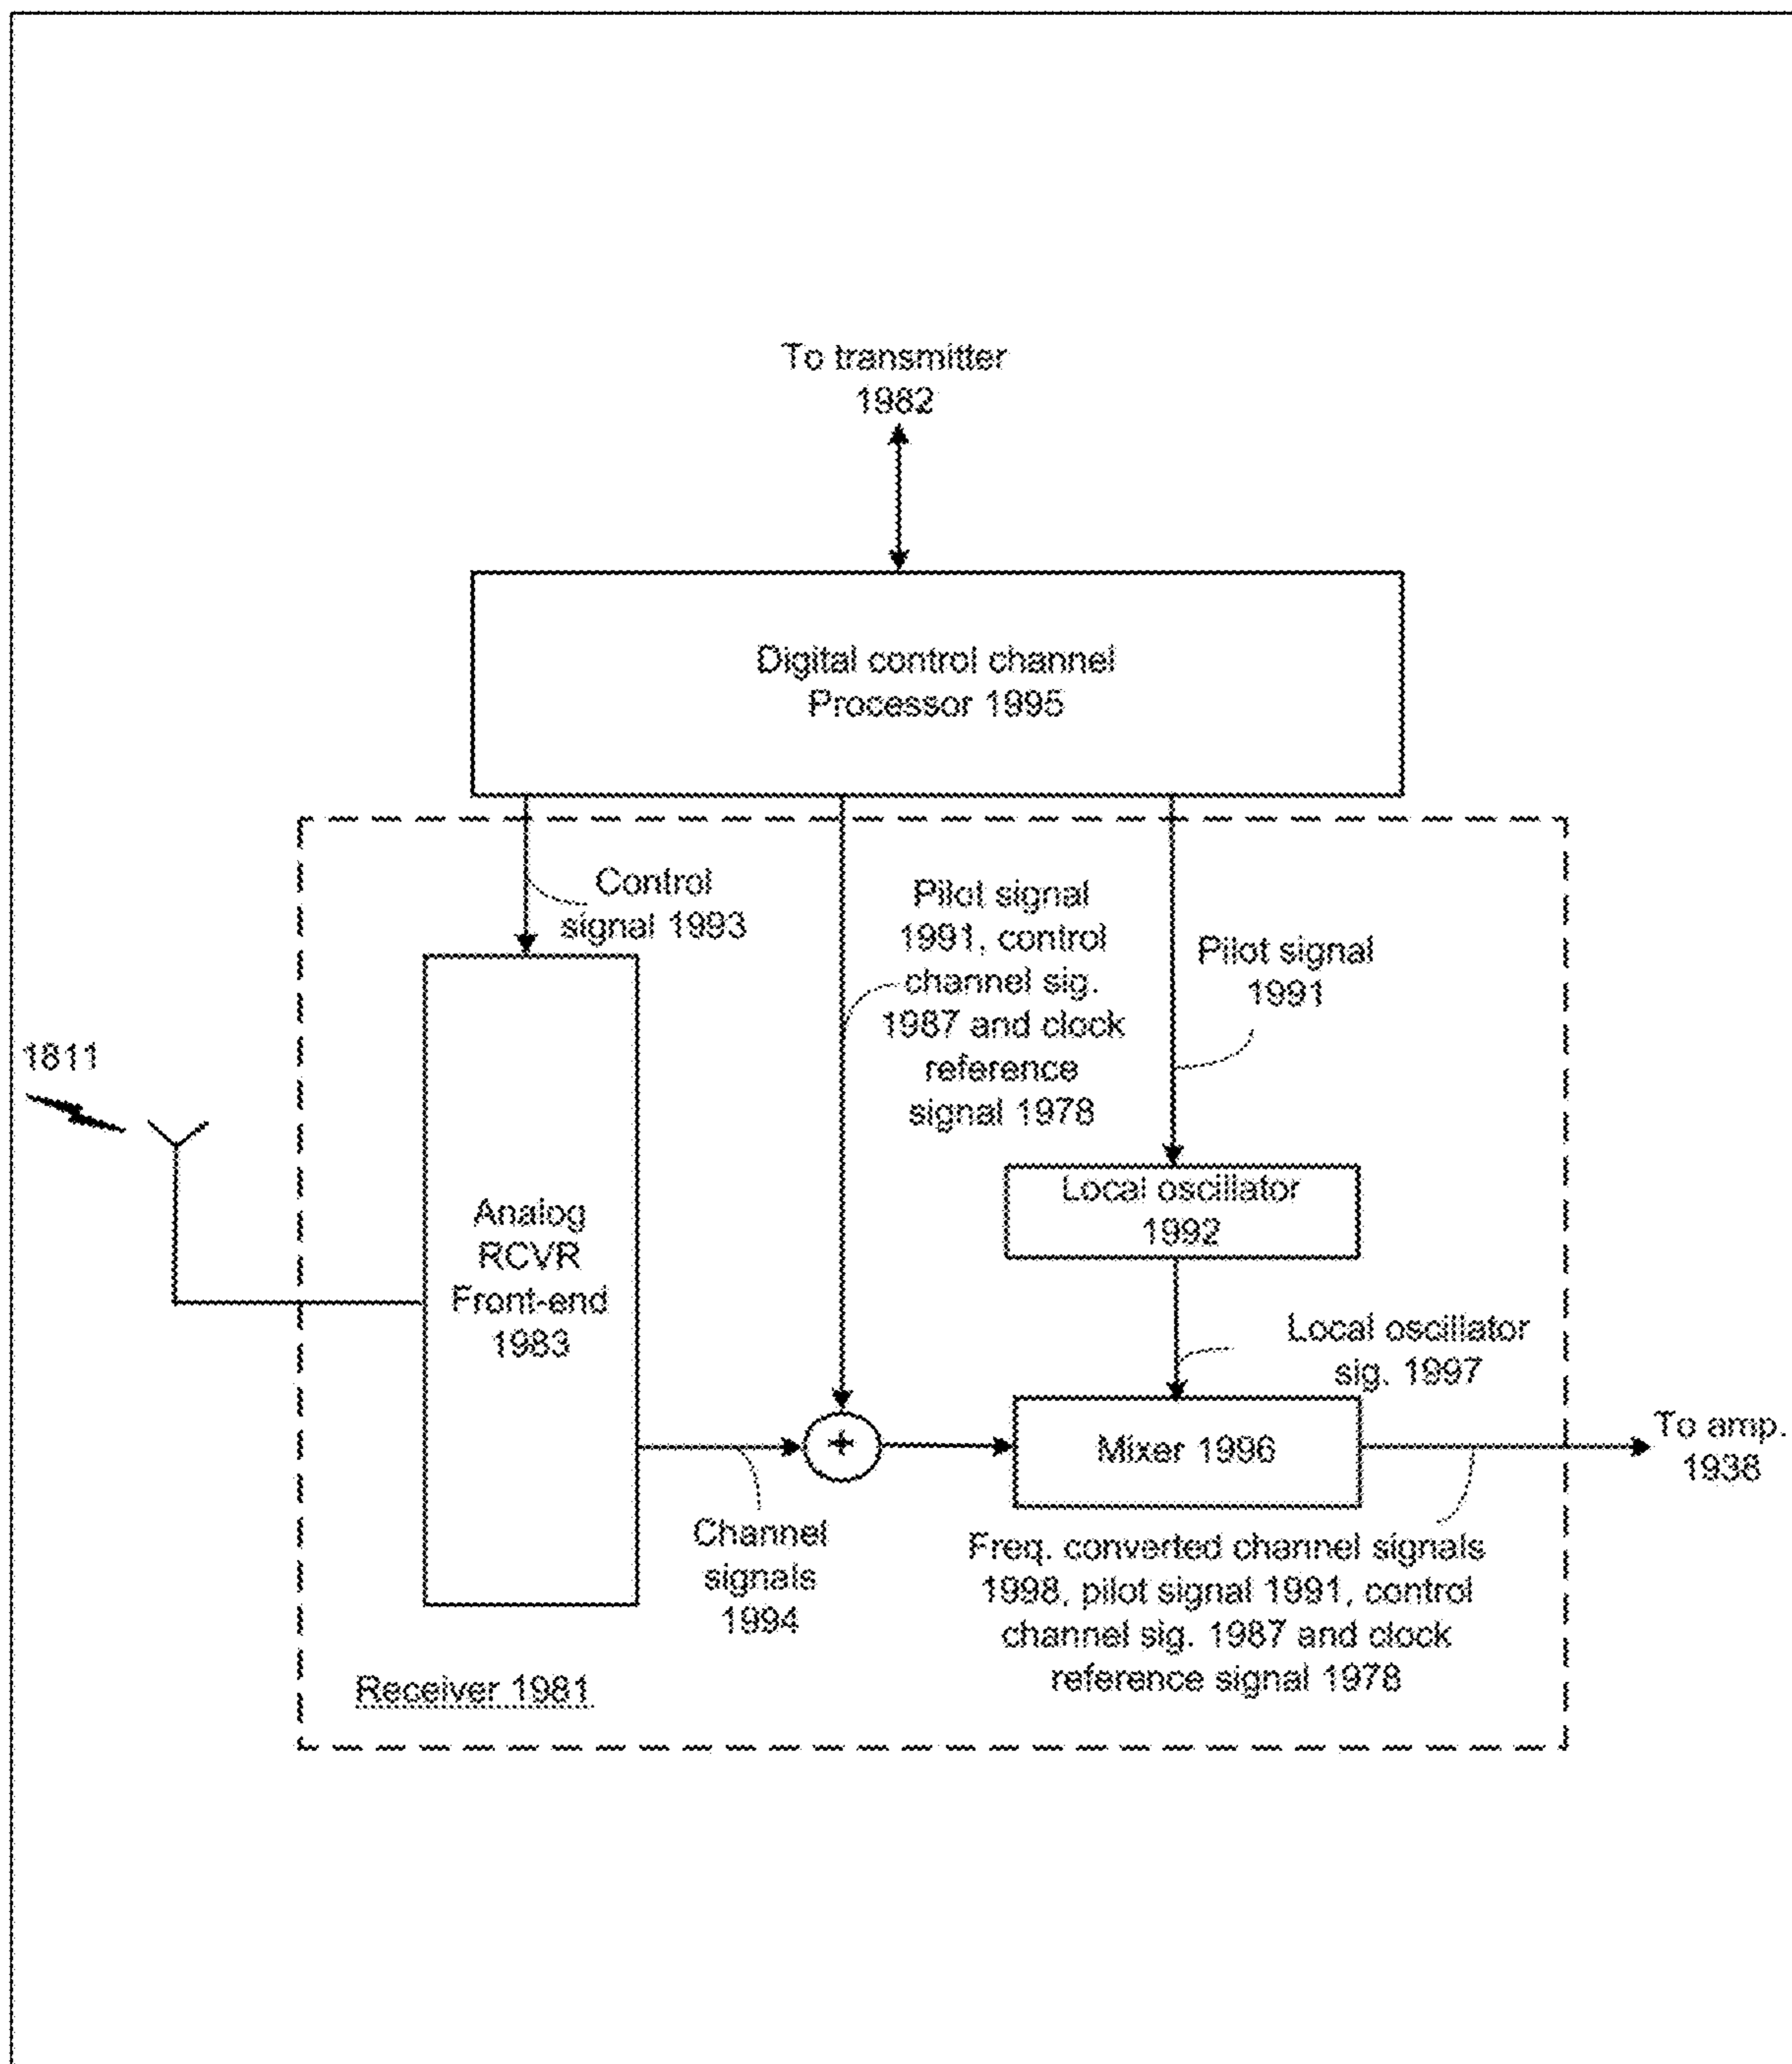 To transmitter
1982
Digital control channel
Processor 1995
Control
signal 1993
Pilot signal
1991, control
channel sig.
1987 and clock
reference
signal 1978
Pilot signal
1991
1811
Local oscillator
1992
Analog
RCVR
Front-end
1983
Local oscillator
sig. 1997
+
Mixer 1996
To amp.
1938
Channel
signals
1994
Freq. converted channel signals
1998, pilot signal 1991, control
channel sig. 1987 and clock
reference signal 1978
Receiver 1981